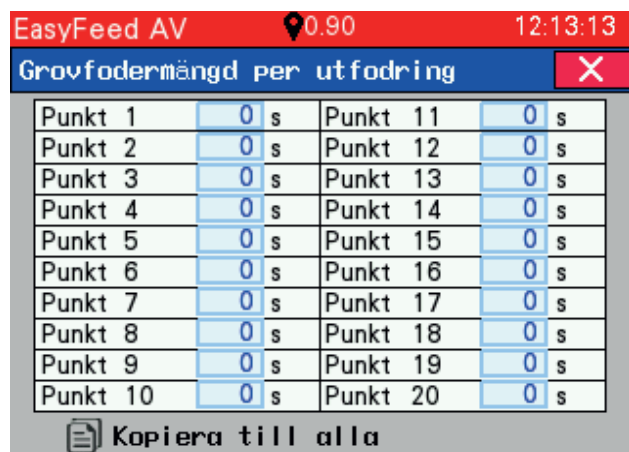 EasyFeed AV 0.90 12:13:13
Grovfodermängd per utfodring
Punkt 1 0 s Punkt 11 0 s
Punkt 2 0 s Punkt 12 0 s
Punkt 3 0 s Punkt 13 0 s
Punkt 4 0 s Punkt 14 0 s
Punkt 5 0 s Punkt 15 0 s
Punkt 6 0 s Punkt 16 0 s
Punkt 7 0 s Punkt 17 0 s
Punkt 8 0 s Punkt 18 0 s
Punkt 9 0 s Punkt 19 0 s
Punkt 10 0 s Punkt 20 0 s
Kopiera till alla